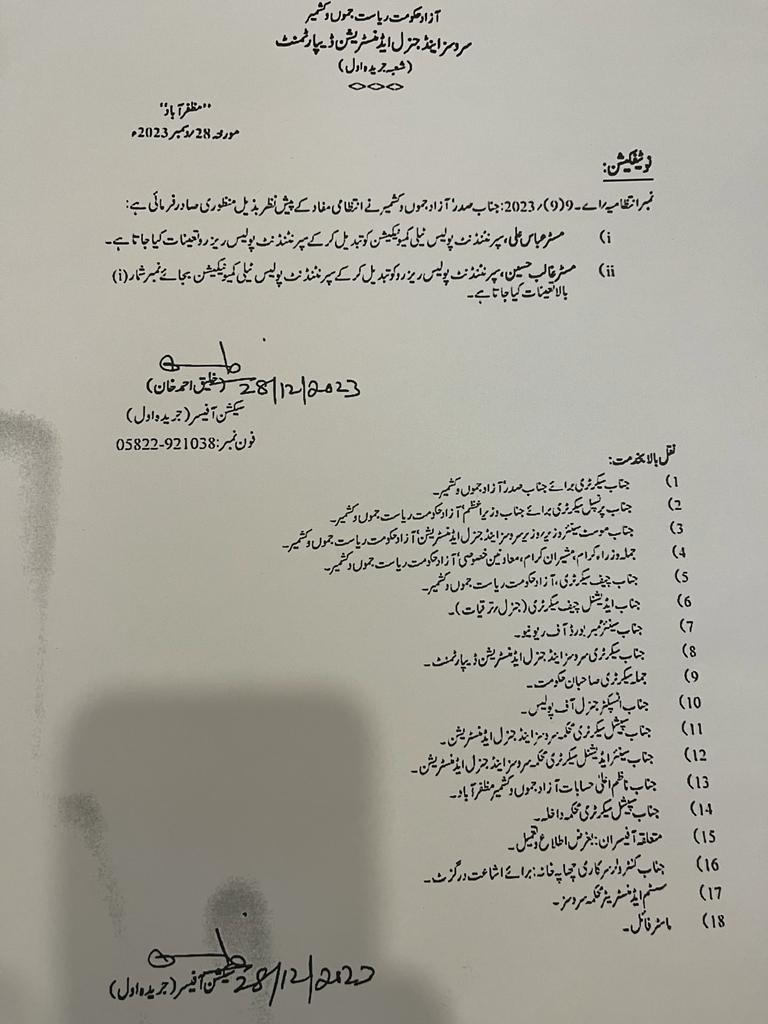 آزاد حکومت ریاست جموں و کشمیر
سروسز اینڈ جنرل ایڈمنسٹریشن ڈیپارٹمنٹ
(شعبہ جریدہ اول)
"مظفرآباد"
مورخہ 28/دسمبر 2023ء
نوٹیفکیشن:
نمبر انتظامیہ/اے۔9(9)/2023: جناب صدر' آزاد جموں و کشمیر نے انتظامی مفاد کے پیش نظر بذیل منظوری صادر فرمائی ہے:
(i مسٹر عباس علی، سپرنٹنڈنٹ پولیس ٹیلی کمیونیکیشن کو تبدیل کر کے سپرنٹنڈنٹ پولیس ریزرو تعینات کیا جاتا ہے۔
(ii مسٹر غالب حسین، سپرنٹنڈنٹ پولیس ریزرو کو تبدیل کر کے سپرنٹنڈنٹ پولیس ٹیلی کمیونیکیشن بجائے نمبر شمار (i)
بالا تعینات کیا جاتا ہے۔
28/12/2023
(خلیق احمد خان)
سیکشن آفیسر (جریدہ اول)
فون نمبر: 05822-921038
نقل بالا بخدمت:
(1 جناب سیکرٹری برائے جناب صدر' آزاد جموں و کشمیر۔
(2 جناب پرنسپل سیکرٹری برائے جناب وزیراعظم' آزاد حکومت ریاست جموں و کشمیر۔
(3 جناب موسٹ سینئر وزیر/وزیر سروسز اینڈ جنرل ایڈمنسٹریشن' آزاد حکومت ریاست جموں و کشمیر۔
(4 جملہ وزراء کرام، مشیران کرام، معاونین خصوصی' آزاد حکومت ریاست جموں و کشمیر۔
(5 جناب چیف سیکرٹری، آزاد حکومت ریاست جموں و کشمیر۔
(6 جناب ایڈیشنل چیف سیکرٹری (جنرل/ترقیات)۔
(7 جناب سینئر ممبر بورڈ آف ریونیو۔
(8 جناب سیکرٹری سروسز اینڈ جنرل ایڈمنسٹریشن ڈیپارٹمنٹ۔
(9 جملہ سیکرٹری صاحبان حکومت۔
(10 جناب انسپکٹر جنرل آف پولیس۔
(11 جناب سپیشل سیکرٹری محکمہ سروسز اینڈ جنرل ایڈمنسٹریشن۔
(12 جناب سینئر ایڈیشنل سیکرٹری محکمہ سروسز اینڈ جنرل ایڈمنسٹریشن۔
(13 جناب ناظم اعلیٰ حسابات آزاد جموں و کشمیر مظفرآباد۔
(14 جناب سپیشل سیکرٹری محکمہ داخلہ۔
(15 متعلقہ آفیسران: بغرض اطلاع و تعمیل۔
(16 جناب کنٹرولر سرکاری چھاپہ خانہ: برائے اشاعت در گزٹ۔
(17 سسٹم ایڈمنسٹریٹر محکمہ سروسز۔
(18 ماسٹر فائل۔
28/12/2023
سیکشن آفیسر (جریدہ اول)